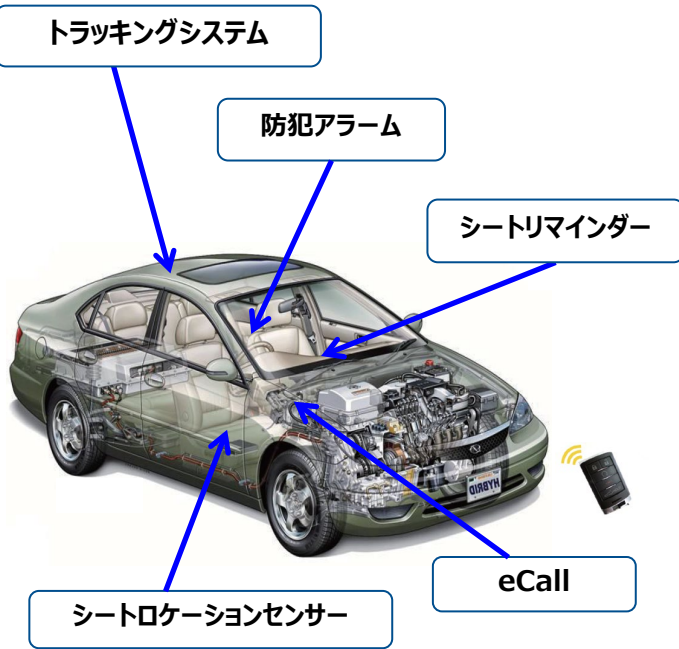 トラッキングシステム
防犯アラーム
シートリマインダー
HYBRID
eCall
シートロケーションセンサー